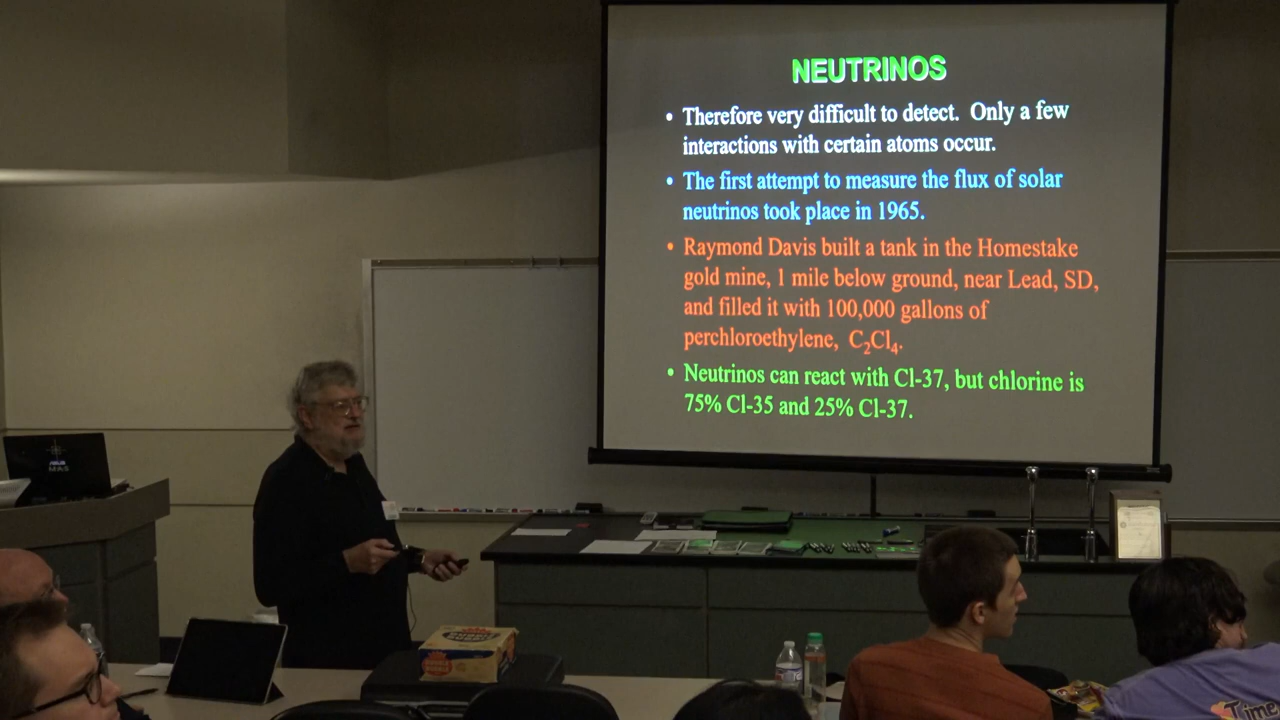 NEUTRINOS
• Therefore very difficult to detect. Only a few
interactions with certain atoms occur.
• The first attempt to measure the flux of solar
neutrinos took place in 1965.
• Raymond Davis built a tank in the Homestake
gold mine, 1 mile below ground, near Lead, SD,
and filled it with 100,000 gallons of
perchloroethylene, C₂Cl₄.
• Neutrinos can react with Cl-37, but chlorine is
75% Cl-35 and 25% Cl-37.
ASUS